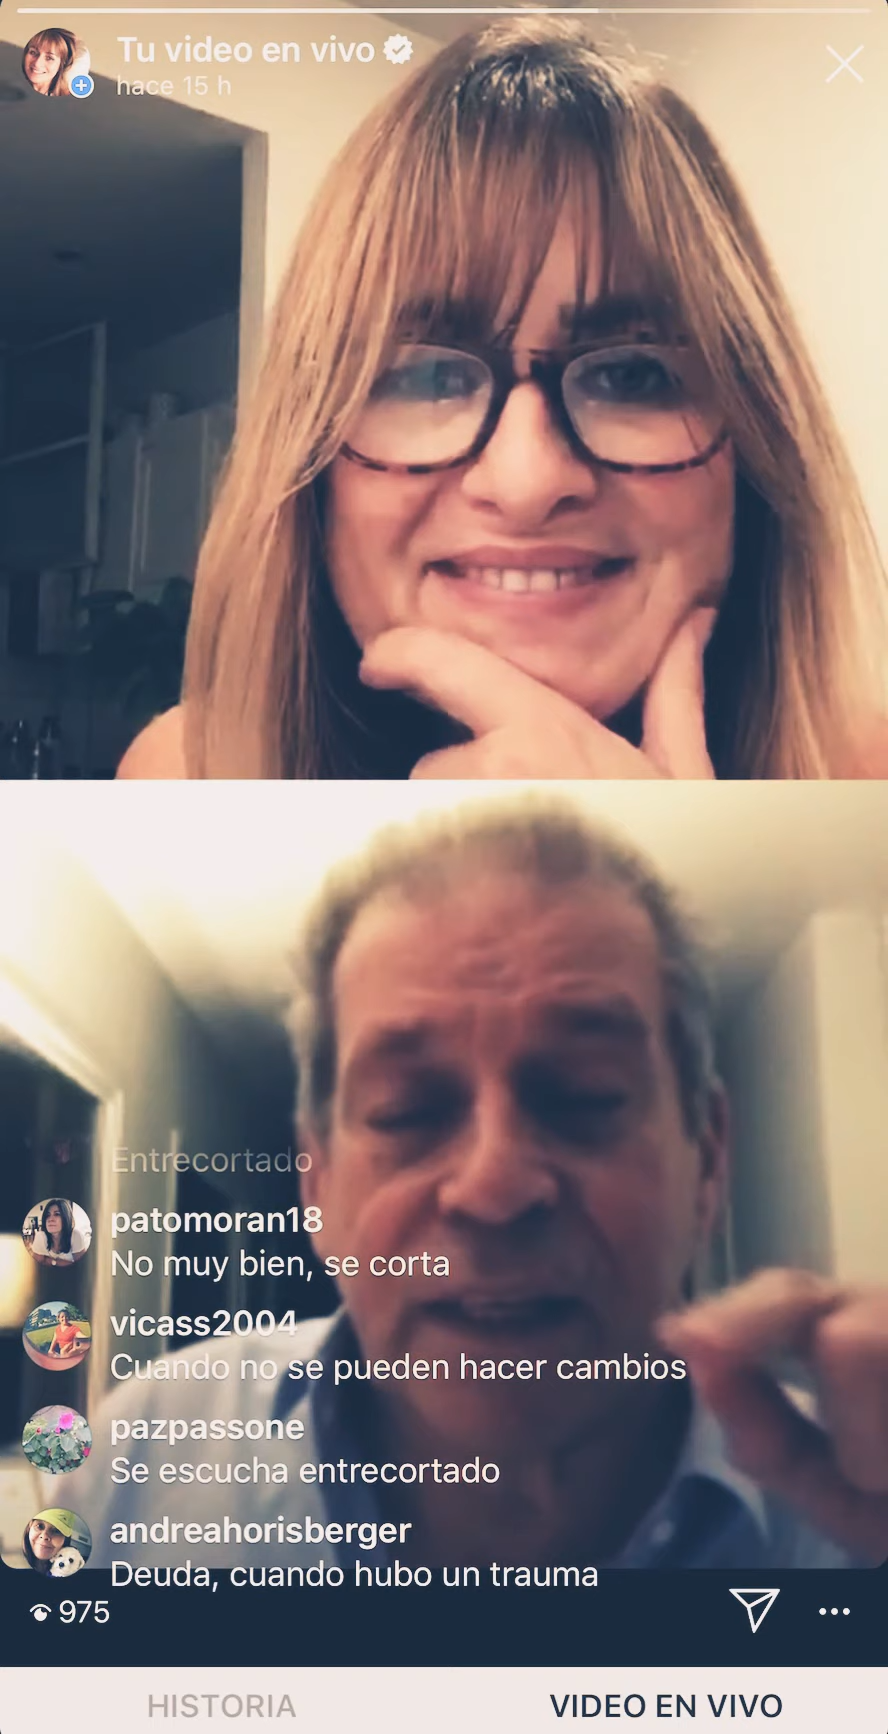 Tu video en vivo
hace 15 h
Entrecortado
patomoran18
No muy bien, se corta
vicass2004
Cuando no se pueden hacer cambios
pazpassone
Se escucha entrecortado
andreahorisberger
Deuda, cuando hubo un trauma
975
HISTORIA
VIDEO EN VIVO